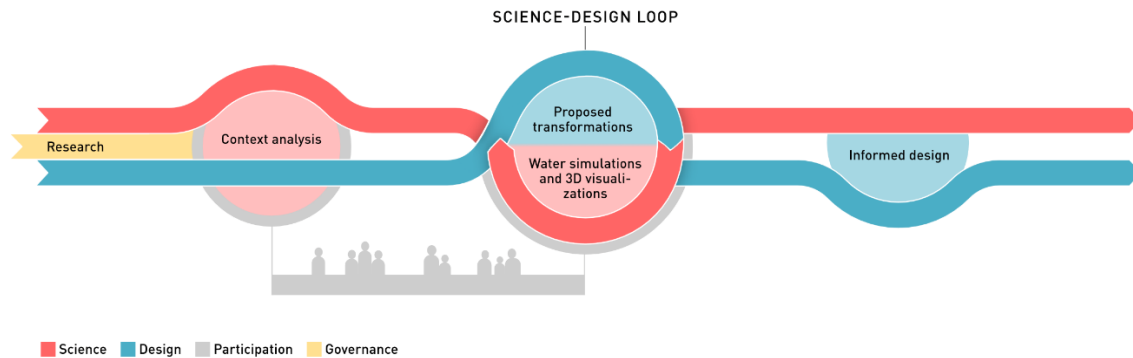 SCIENCE-DESIGN LOOP
Research
Context analysis
Proposed
transformations
Water simulations
and 3D visuali-
zations
Informed design
Science
Design
Participation
Governance